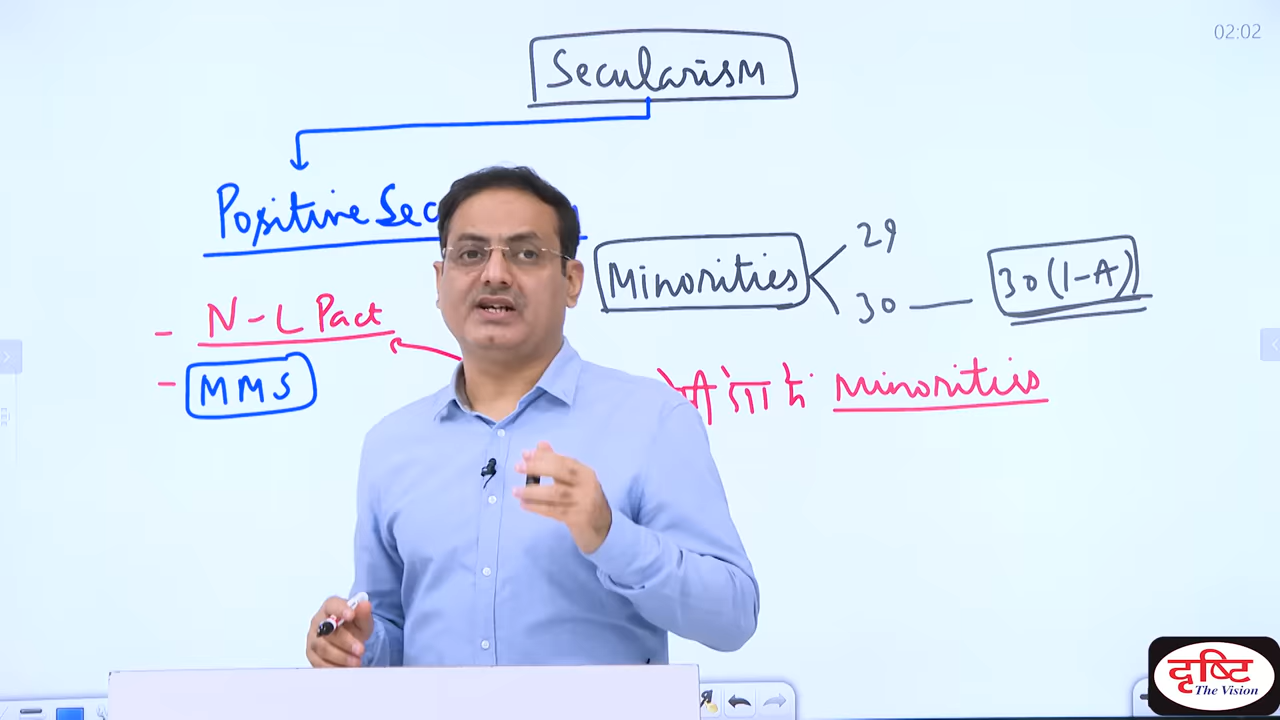 02:02
Secularism
Positive Sec
Minorities
29
30 — 30(1-A)
- N-L Pact
- MMS
Minorities
दृष्टि
The Vision